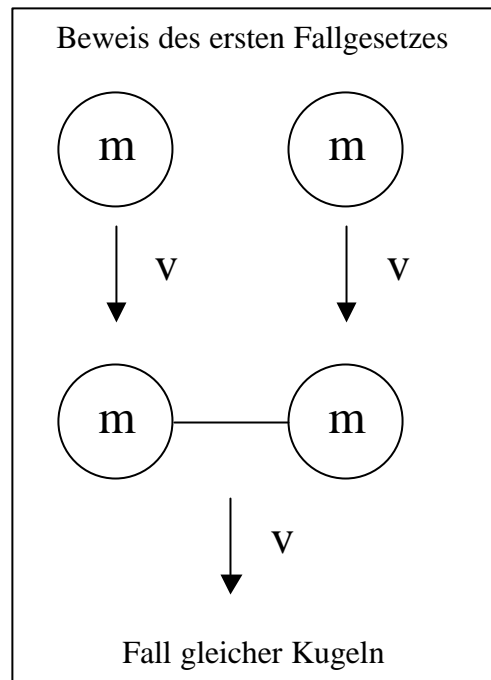 Beweis des ersten Fallgesetzes
m m
v v
m m
v
Fall gleicher Kugeln